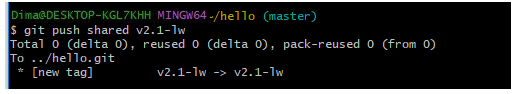 Dima@DESKTOP-KGL7KHH MINGW64 ~/hello (master)
$ git push shared v2.1-lw
Total 0 (delta 0), reused 0 (delta 0), pack-reused 0 (from 0)
To ../hello.git
 * [new tag]         v2.1-lw -> v2.1-lw